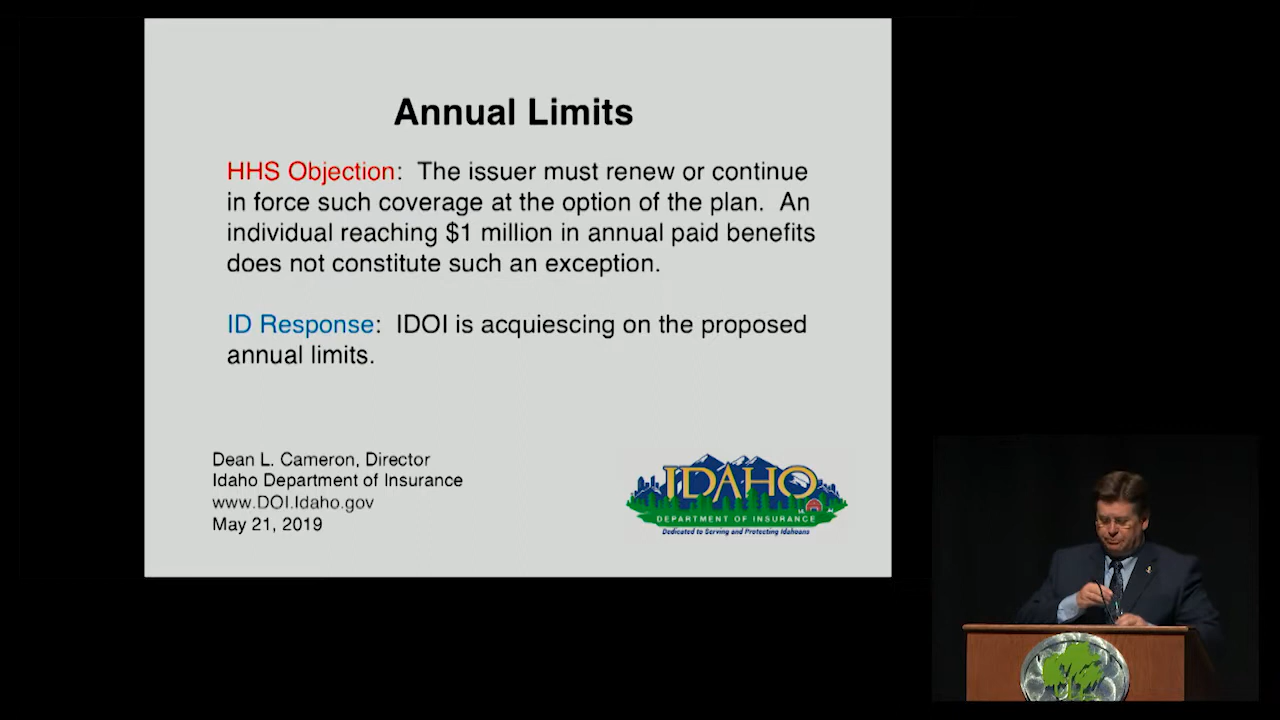 Annual Limits
HHS Objection: The issuer must renew or continue
in force such coverage at the option of the plan. An
individual reaching $1 million in annual paid benefits
does not constitute such an exception.
ID Response: IDOI is acquiescing on the proposed
annual limits.
Dean L. Cameron, Director
Idaho Department of Insurance
www.DOI.Idaho.gov
May 21, 2019
IDAHO
DEPARTMENT OF INSURANCE
Dedicated to Serving and Protecting Idahoans